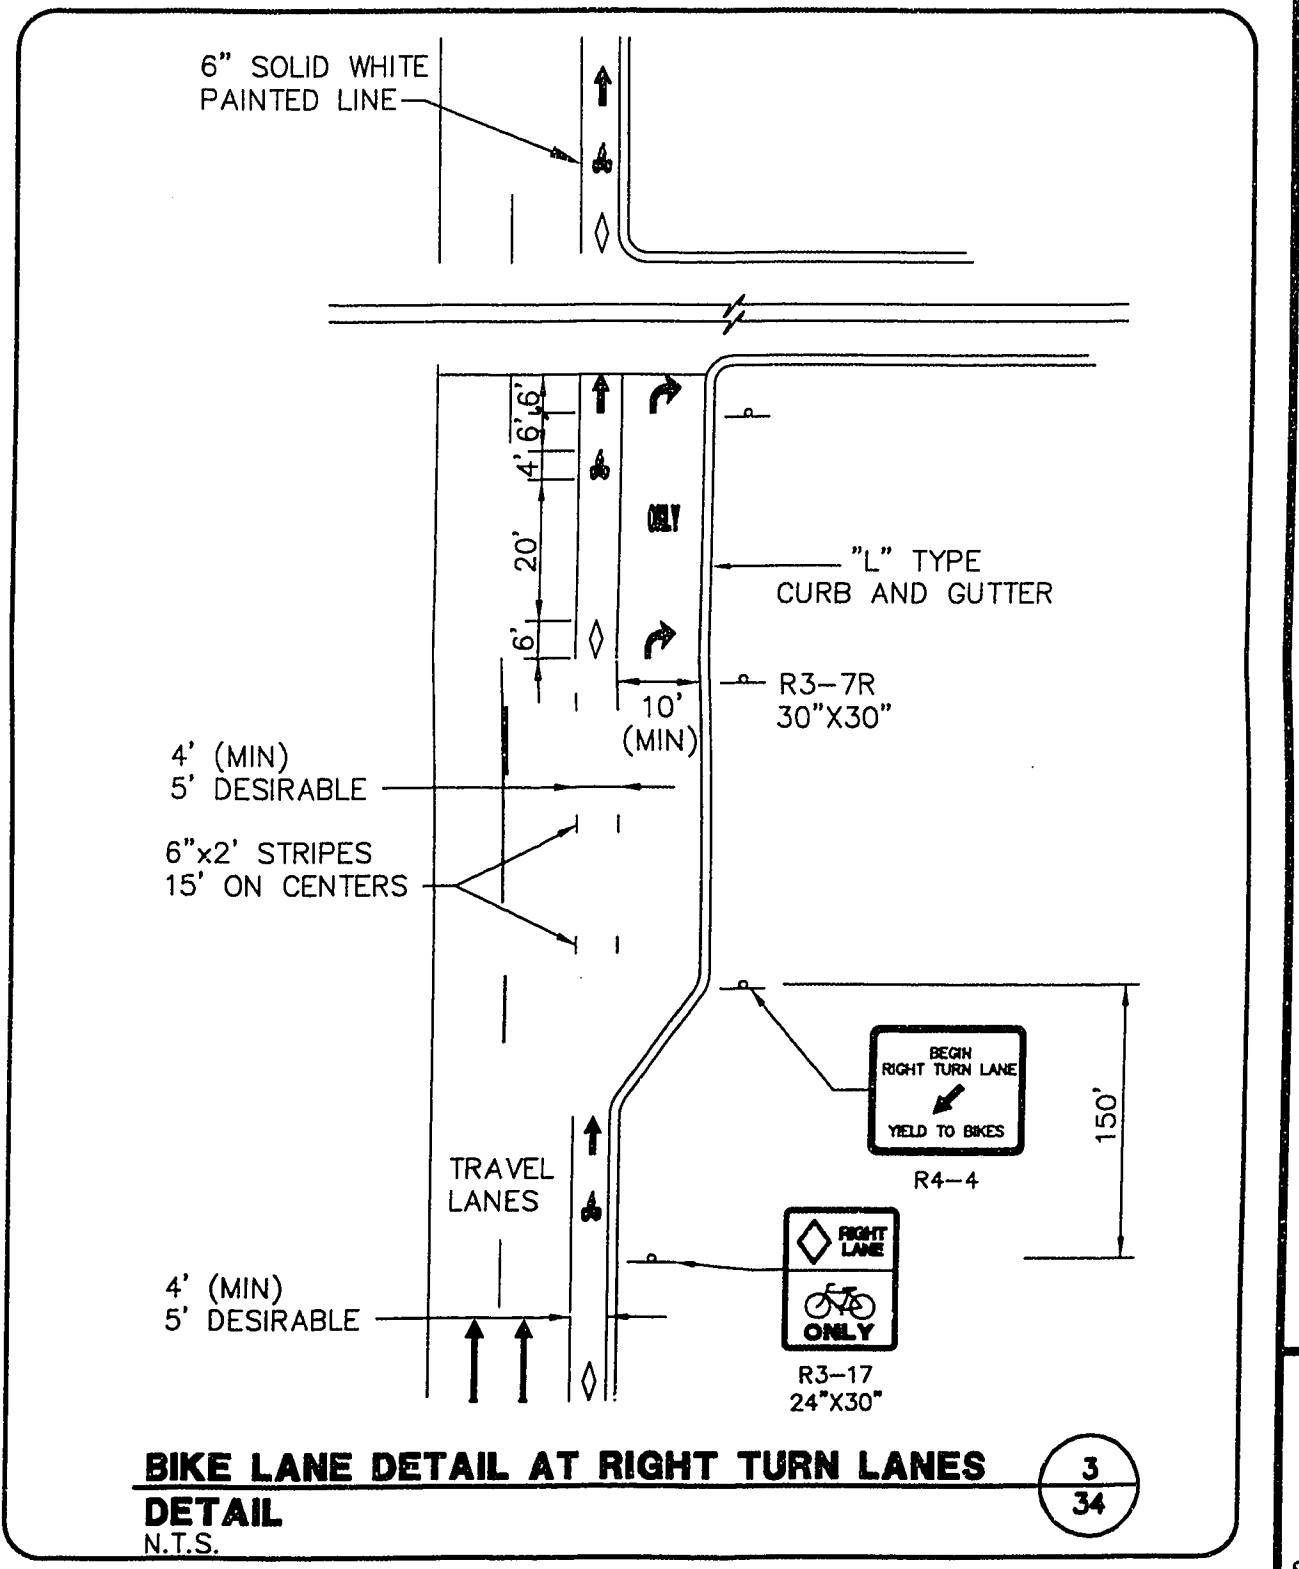 6" SOLID WHITE
PAINTED LINE
6'
6'
4'
20'
6'
ONLY
"L" TYPE
CURB AND GUTTER
10'
(MIN)
R3-7R
30"X30"
4' (MIN)
5' DESIRABLE
6"x2' STRIPES
15' ON CENTERS
BEGIN
RIGHT TURN LANE
YIELD TO BIKES
R4-4
150'
TRAVEL
LANES
RIGHT
LANE
ONLY
R3-17
24"X30"
4' (MIN)
5' DESIRABLE
BIKE LANE DETAIL AT RIGHT TURN LANES
DETAIL
N.T.S.
3
34